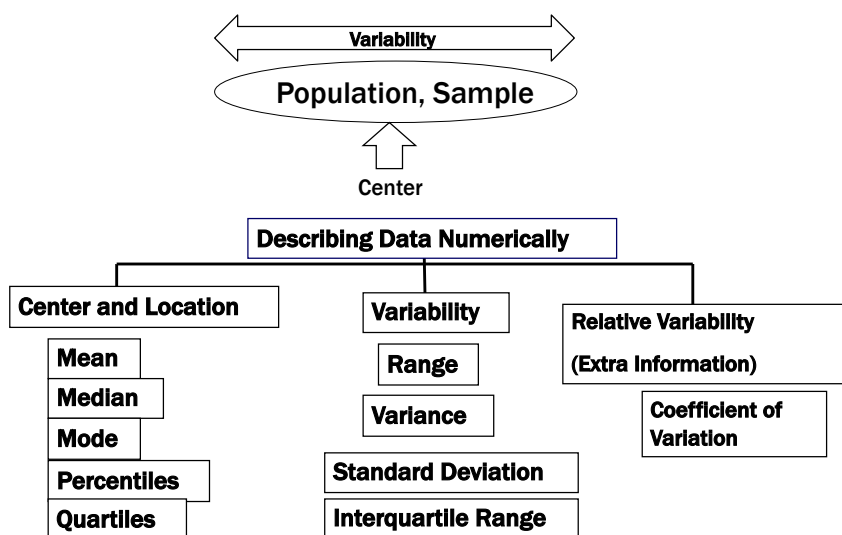 Variability
Population, Sample
Center
Describing Data Numerically
Center and Location
Mean
Median
Mode
Percentiles
Quartiles
Variability
Range
Variance
Standard Deviation
Interquartile Range
Relative Variability
(Extra Information)
Coefficient of
Variation